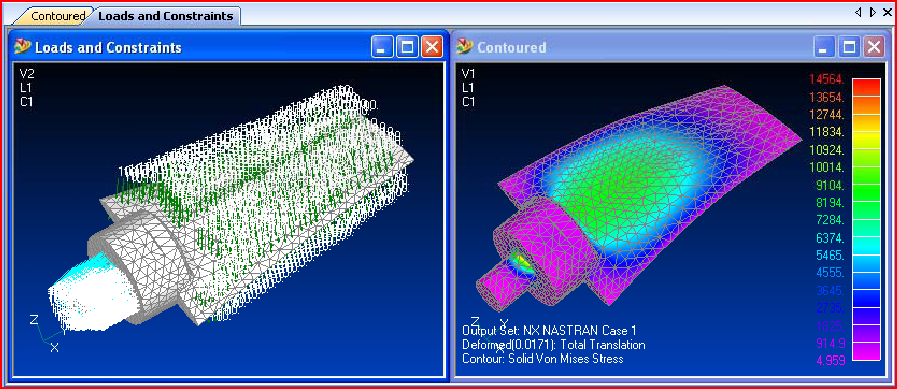 Contoured
Loads and Constraints
Loads and Constraints
V2
L1
C1
Z
X
Contoured
V1
L1
C1
14564.
13654.
12744.
11834.
10924.
10014.
9104.
8194.
7284.
6374.
5465.
4555.
3645.
914.9
4.959
Z
Y
X
Output Set: NX NASTRAN Case 1
Deformed(0.0171): Total Translation
Contour: Solid Von Mises Stress